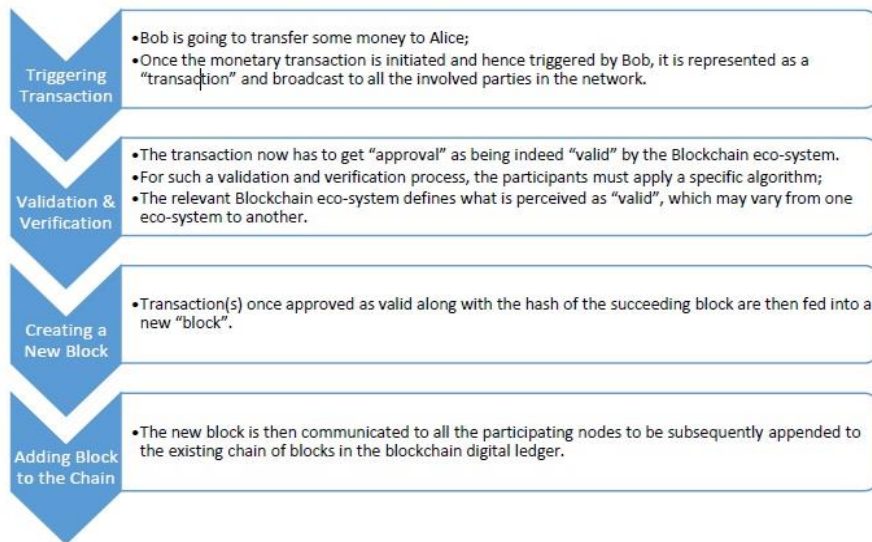 Triggering
Transaction
•Bob is going to transfer some money to Alice;
•Once the monetary transaction is initiated and hence triggered by Bob, it is represented as a
“transaction” and broadcast to all the involved parties in the network.
Validation &
Verification
•The transaction now has to get “approval” as being indeed “valid” by the Blockchain eco-system.
•For such a validation and verification process, the participants must apply a specific algorithm;
•The relevant Blockchain eco-system defines what is perceived as “valid”, which may vary from one
eco-system to another.
Creating a
New Block
•Transaction(s) once approved as valid along with the hash of the succeeding block are then fed into a
new “block”.
Adding Block
to the Chain
•The new block is then communicated to all the participating nodes to be subsequently appended to
the existing chain of blocks in the blockchain digital ledger.